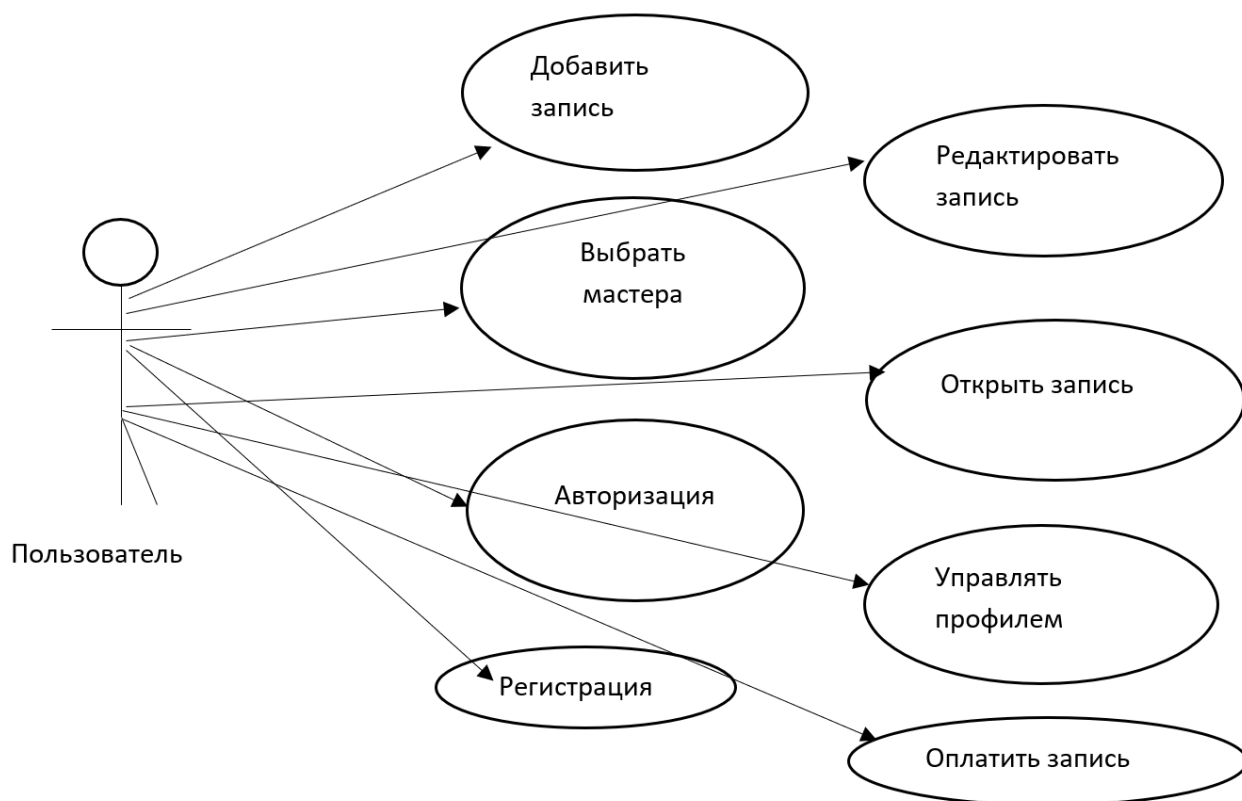 Добавить
запись
Редактировать
запись
Выбрать
мастера
Открыть запись
Авторизация
Пользователь
Управлять
профилем
Регистрация
Оплатить запись